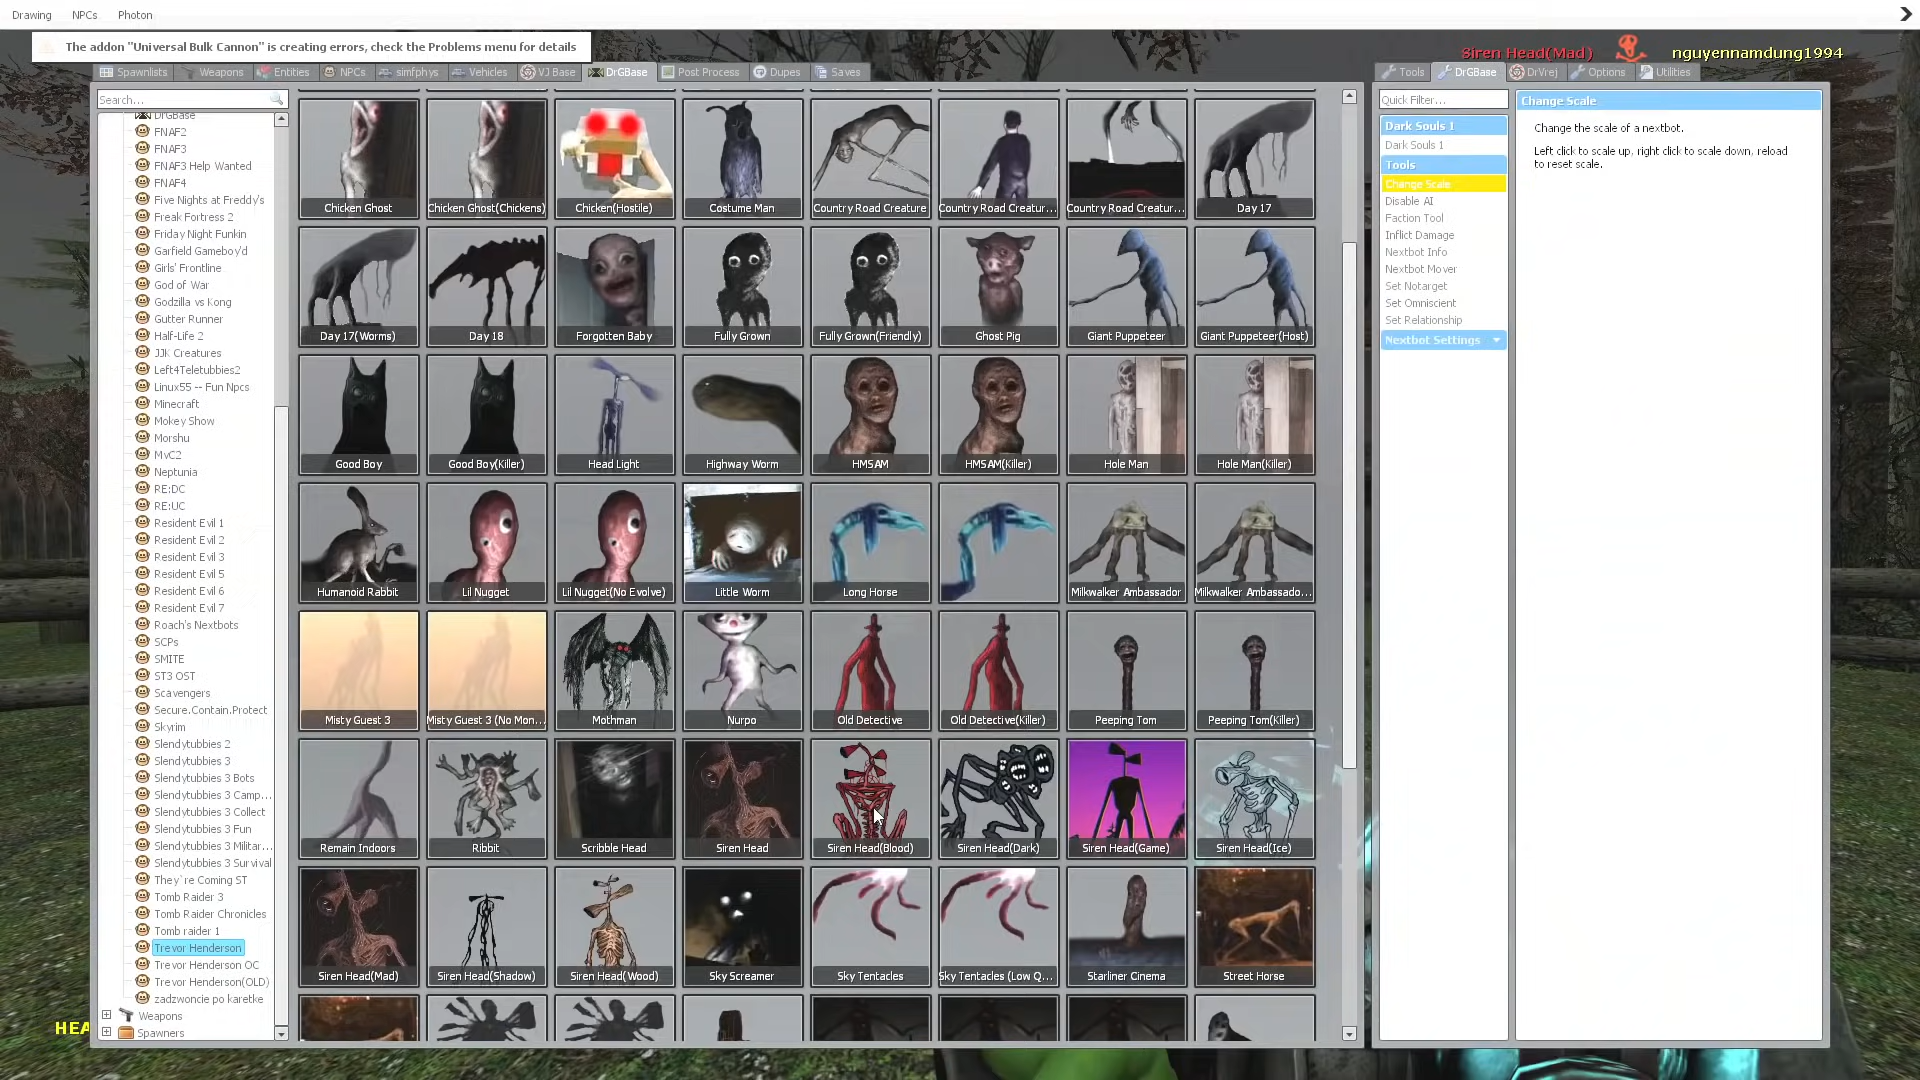 Drawing NPCs Photon
The addon "Universal Bulk Cannon" is creating errors, check the Problems menu for details
Siren Head(Mad) nguyennamdung1994
Spawnlists Weapons Entities NPCs simfphys Vehicles VJ Base DrGBase Post Process Dupes Saves
Tools DrGBase DrVrej Options Utilities
Search...
DrGBase
FNAF2
FNAF3
FNAF3 Help Wanted
FNAF4
Five Nights at Freddy's
Freak Fortress 2
Friday Night Funkin
Garfield Gameboy'd
Girls' Frontline
God of War
Godzilla vs Kong
Gutter Runner
Half-Life 2
JJK Creatures
Left4Teletubbies2
Linux55 -- Fun Npcs
Minecraft
Mokey Show
Morshu
MvC2
Neptunia
RE:DC
RE:UC
Resident Evil 1
Resident Evil 2
Resident Evil 3
Resident Evil 5
Resident Evil 6
Resident Evil 7
Roach's Nextbots
SCPs
SMITE
ST3 OST
Scavengers
Secure.Contain.Protect
Skyrim
Slendytubbies 2
Slendytubbies 3
Slendytubbies 3 Bots
Slendytubbies 3 Camp...
Slendytubbies 3 Collect
Slendytubbies 3 Fun
Slendytubbies 3 Militar...
Slendytubbies 3 Survival
They`re Coming ST
Tomb Raider 3
Tomb Raider Chronicles
Tomb raider 1
Trevor Henderson
Trevor Henderson OC
Trevor Henderson(OLD)
zadzwoncie po karetke
Weapons
Spawners
HEA
Chicken Ghost Chicken Ghost(Chickens) Chicken(Hostile) Costume Man Country Road Creature Country Road Creatur... Country Road Creatur... Day 17
Day 17(Worms) Day 18 Forgotten Baby Fully Grown Fully Grown(Friendly) Ghost Pig Giant Puppeteer Giant Puppeteer(Host)
Good Boy Good Boy(Killer) Head Light Highway Worm HMSAM HMSAM(Killer) Hole Man Hole Man(Killer)
Humanoid Rabbit Lil Nugget Lil Nugget(No Evolve) Little Worm Long Horse Milkwalker Ambassador Milkwalker Ambassado...
Misty Guest 3 Misty Guest 3 (No Mon... Mothman Nurpo Old Detective Old Detective(Killer) Peeping Tom Peeping Tom(Killer)
Remain Indoors Ribbit Scribble Head Siren Head Siren Head(Blood) Siren Head(Dark) Siren Head(Game) Siren Head(Ice)
Siren Head(Mad) Siren Head(Shadow) Siren Head(Wood) Sky Screamer Sky Tentacles Sky Tentacles (Low Q... Starliner Cinema Street Horse
Quick Filter...
Dark Souls 1
Dark Souls 1
Tools
Change Scale
Disable AI
Faction Tool
Inflict Damage
Nextbot Info
Nextbot Mover
Set Notarget
Set Omniscient
Set Relationship
Nextbot Settings
Change Scale
Change the scale of a nextbot.
Left click to scale up, right click to scale down, reload
to reset scale.